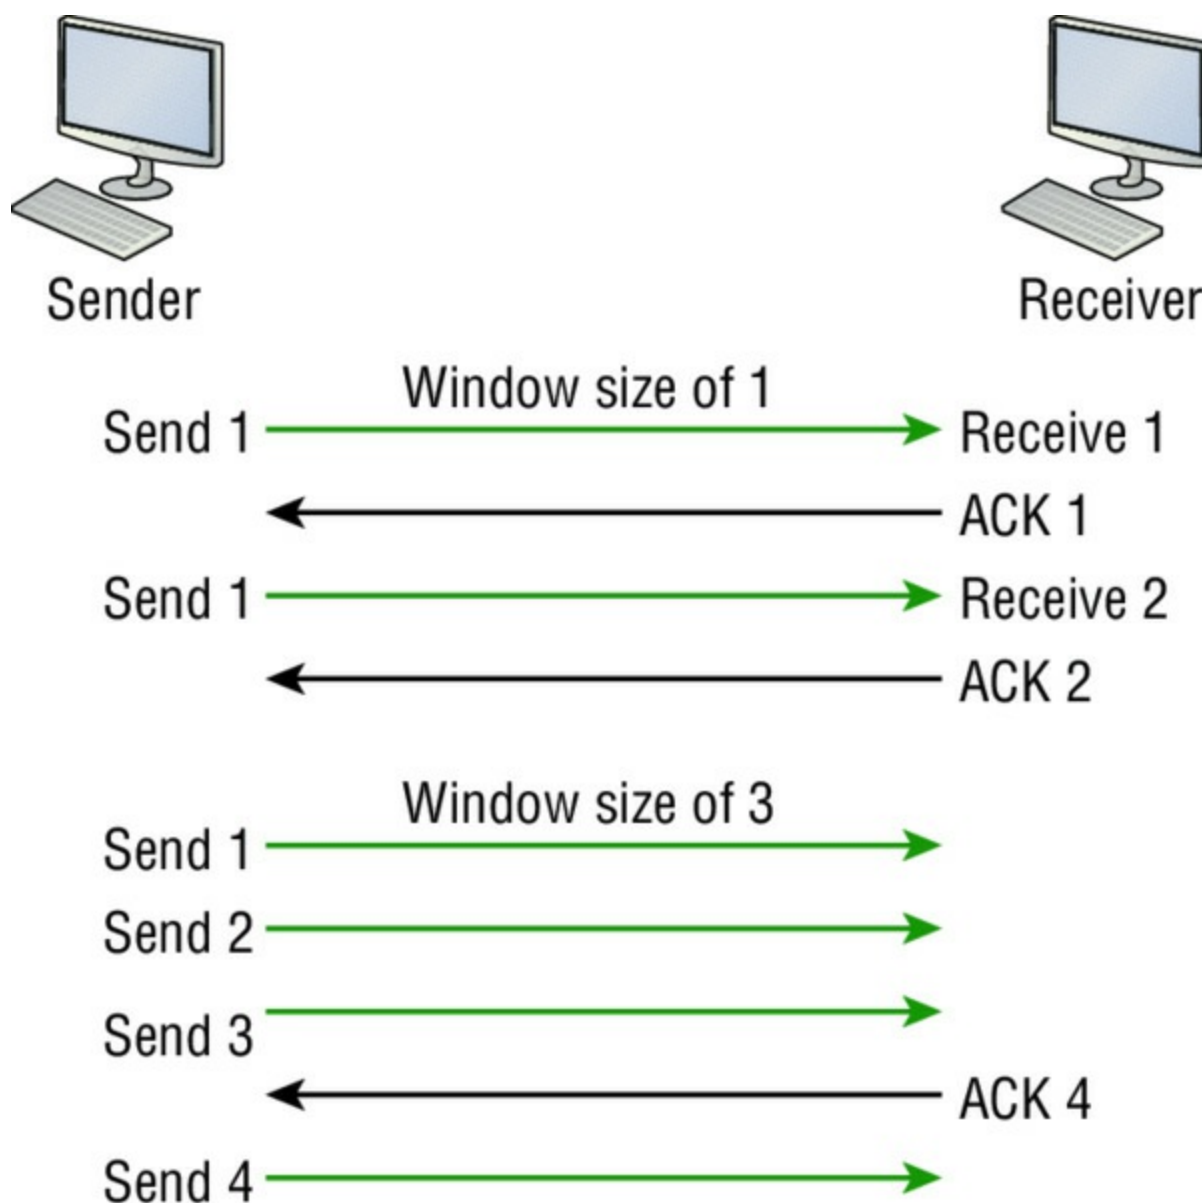 Sender Receiver
Window size of 1
Send 1 Receive 1
ACK 1
Send 1 Receive 2
ACK 2
Window size of 3
Send 1
Send 2
Send 3
ACK 4
Send 4